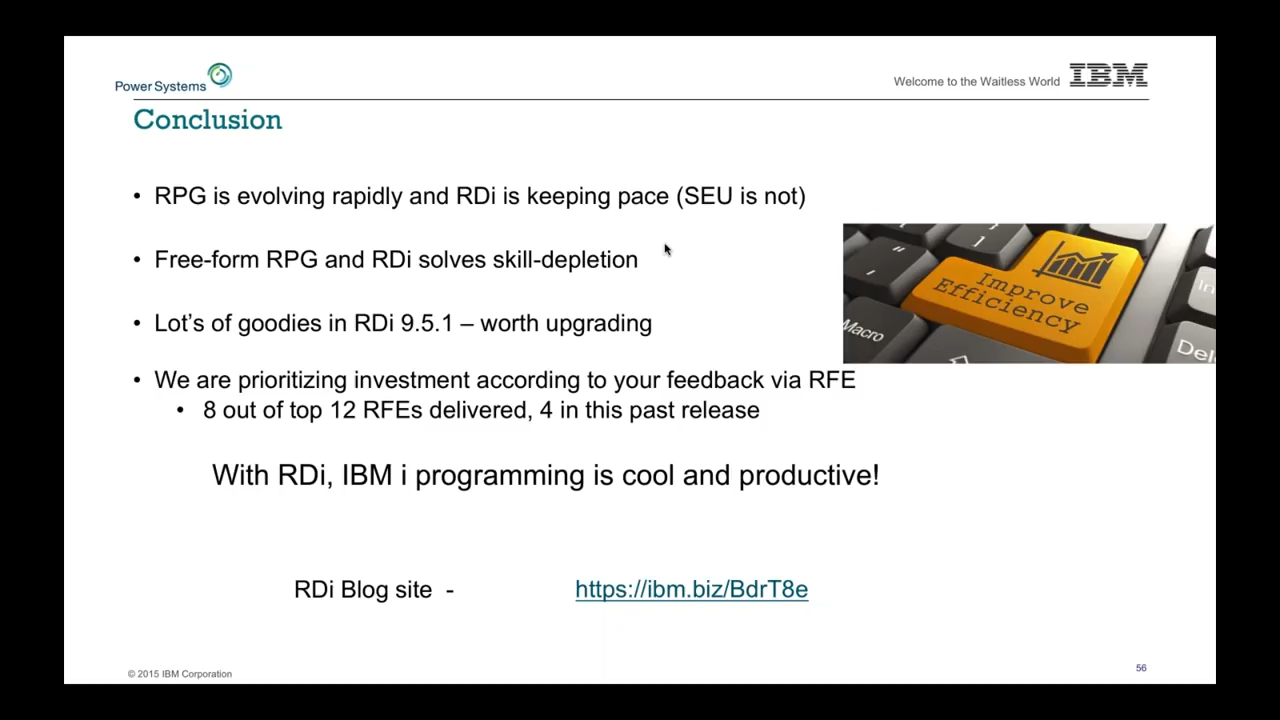 Power Systems
Welcome to the Waitless World IBM
Conclusion
• RPG is evolving rapidly and RDi is keeping pace (SEU is not)
• Free-form RPG and RDi solves skill-depletion
• Lot's of goodies in RDi 9.5.1 – worth upgrading
• We are prioritizing investment according to your feedback via RFE
• 8 out of top 12 RFEs delivered, 4 in this past release
Improve
Efficiency
Macro
Del
With RDi, IBM i programming is cool and productive!
RDi Blog site - https://ibm.biz/BdrT8e
© 2015 IBM Corporation
56